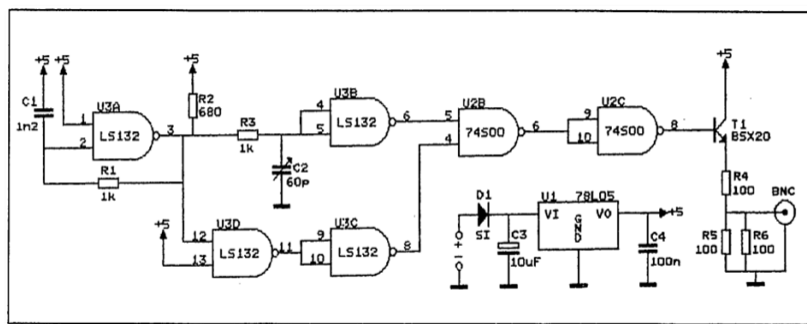 +5
+5
C1
1n2
1
2
U3A
LS132
3
R1
1k
+5
R2
680
R3
1k
C2
60p
U3B
4
5
LS132
6
5
4
U2B
74S00
6
U2C
9
10
74S00
8
+5
T1
BSX20
R4
100
BNC
R5
100
R6
100
+5
12
13
U3D
LS132
11
U3C
9
10
LS132
8
+
-
D1
SI
C3
10uF
U1 78L05
VI
GND
VO
+5
C4
100n